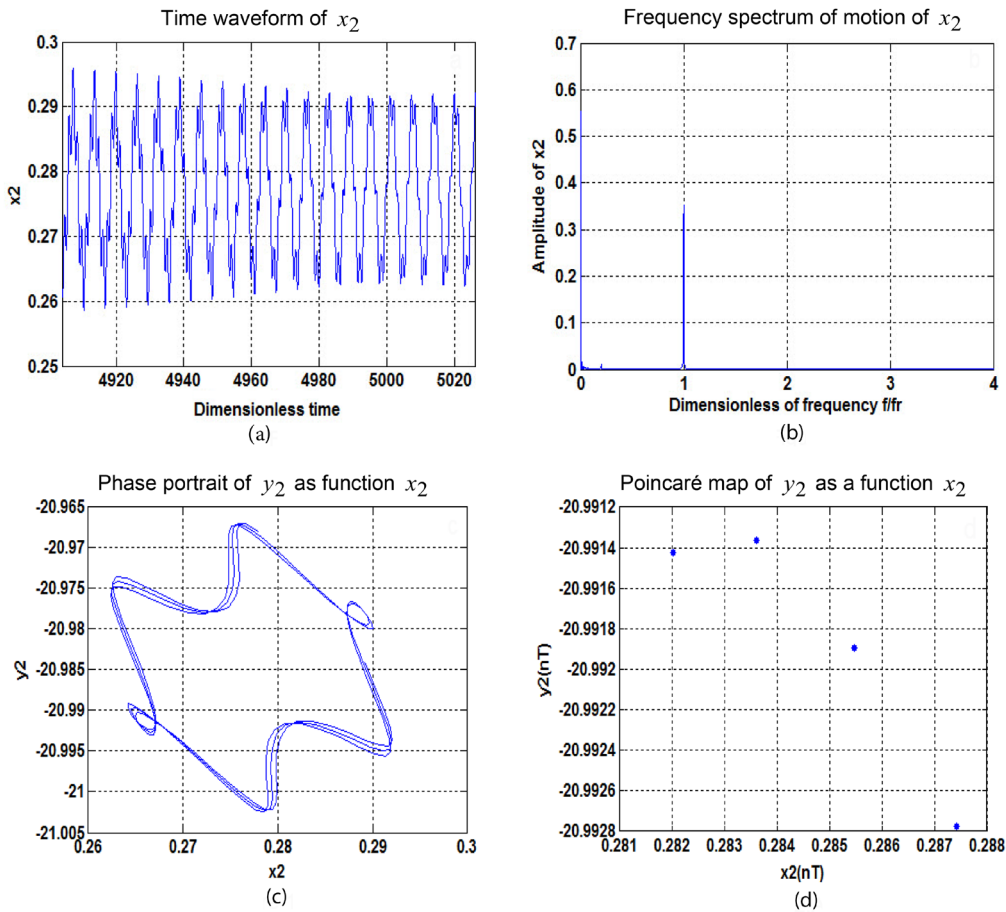 Time waveform of x2
Frequency spectrum of motion of x2
0.3
0.29
0.28
0.27
0.26
0.25
x2
4920 4940 4960 4980 5000 5020
Dimensionless time
(a)
0.7
0.6
0.5
0.4
0.3
0.2
0.1
0
Amplitude of x2
b
0 1 2 3 4
Dimensionless of frequency f/fr
(b)
Phase portrait of y2 as function x2
Poincaré map of y2 as a function x2
-20.965
-20.97
-20.975
-20.98
-20.985
-20.99
-20.995
-21
-21.005
y2
c
0.26 0.27 0.28 0.29 0.3
x2
(c)
-20.9912
-20.9914
-20.9916
-20.9918
-20.992
-20.9922
-20.9924
-20.9926
-20.9928
y2(nT)
d
0.281 0.282 0.283 0.284 0.285 0.286 0.287 0.288
x2(nT)
(d)